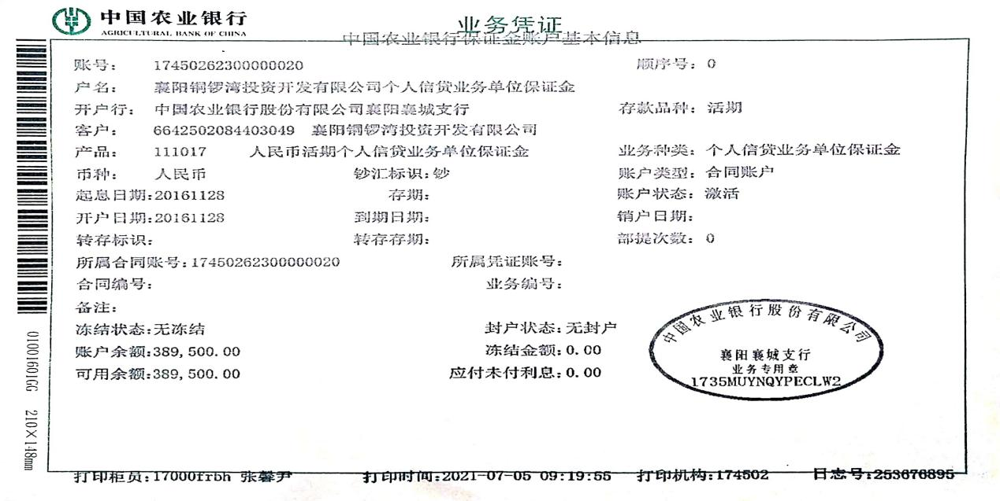 中国农业银行
AGRICULTURAL BANK OF CHINA
业务凭证
中国农业银行保证金账户基本信息
账号： 17450262300000020 顺序号：0
户名： 襄阳铜锣湾投资开发有限公司个人信贷业务单位保证金
开户行： 中国农业银行股份有限公司襄阳襄城支行 存款品种：活期
客户： 6642502084403049 襄阳铜锣湾投资开发有限公司
产品： 111017 人民币活期个人信贷业务单位保证金 业务种类：个人信贷业务单位保证金
币种： 人民币 钞汇标识：钞 账户类型：合同账户
起息日期：20161128 存期： 账户状态：激活
开户日期：20161128 到期日期： 销户日期：
转存标识： 转存存期： 部提次数：0
所属合同账号：17450262300000020 所属凭证账号：
合同编号： 业务编号：
备注：
冻结状态：无冻结 封户状态：无封户
账户余额：389,500.00 冻结金额：0.00
可用余额：389,500.00 应付未付利息：0.00
中国农业银行股份有限公司
襄阳襄城支行
业务专用章
1735MUYNQYPECLW2
打印柜员：17000frbh 张馨尹 打印时间：2021-07-05 09:19:55 打印机构：174502 日志号：253676895
01001601GG 210×148mm